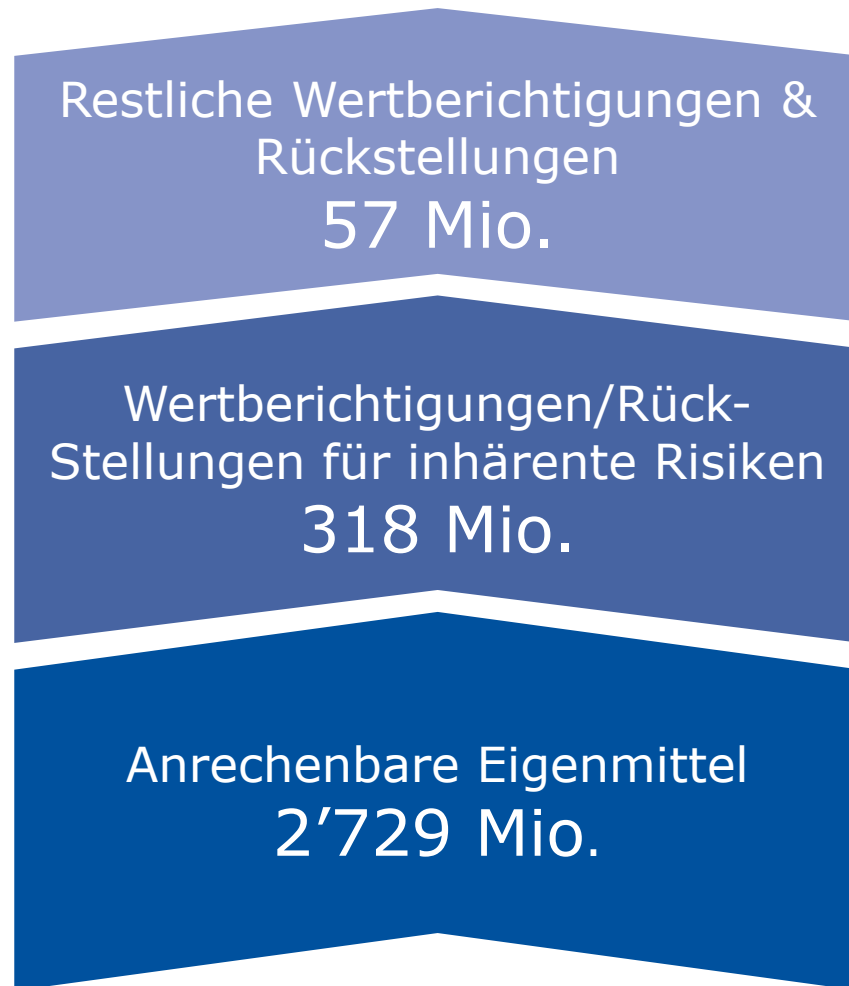 Restliche Wertberichtigungen &
Rückstellungen
57 Mio.
Wertberichtigungen/Rück-
Stellungen für inhärente Risiken
318 Mio.
Anrechenbare Eigenmittel
2’729 Mio.